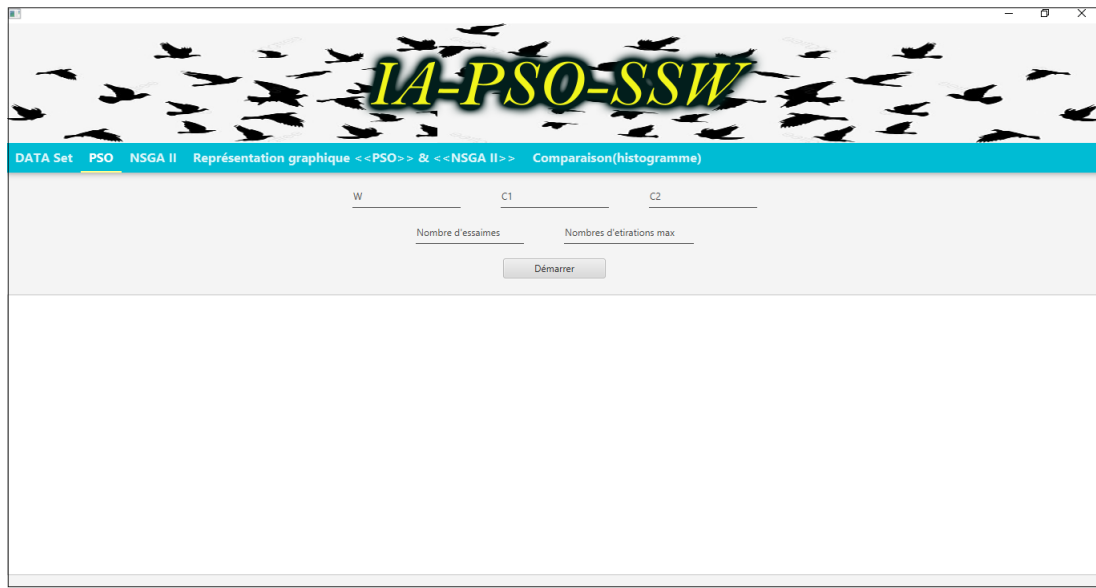 IA-PSO-SSW
DATA Set PSO NSGA II Représentation graphique <<PSO>> & <<NSGA II>> Comparaison(histogramme)
W C1 C2
Nombre d'essaimes Nombres d'etirations max
Démarrer